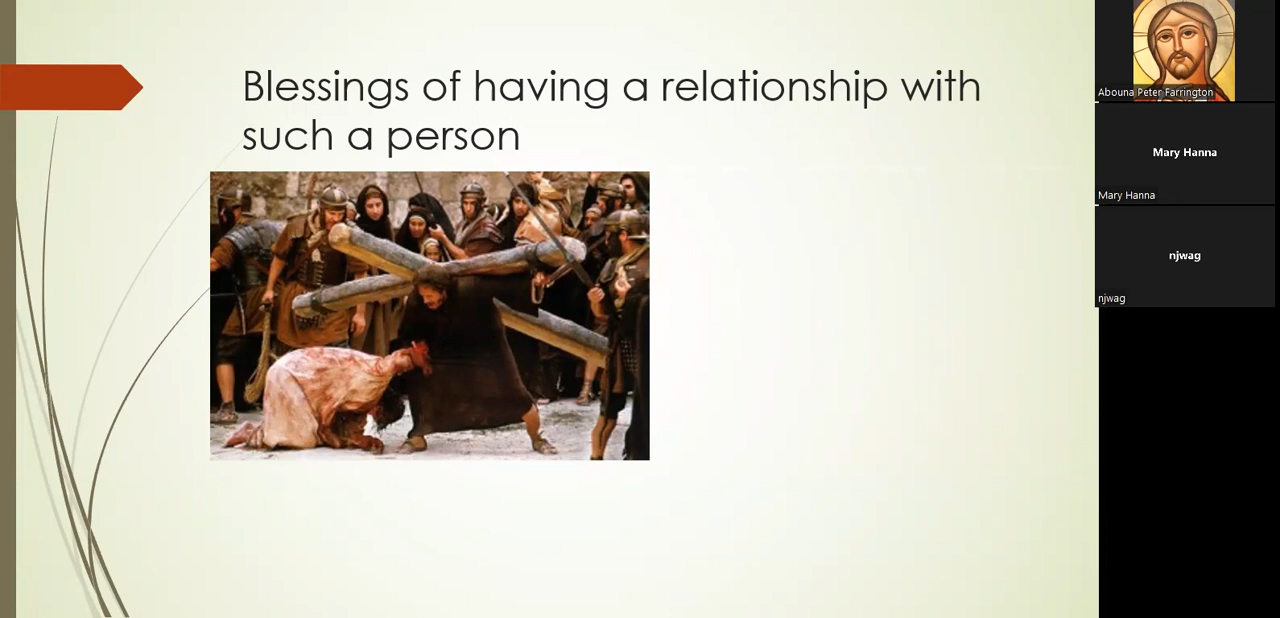 Blessings of having a relationship with
such a person
Abouna Peter Farrington
Mary Hanna
Mary Hanna
njwag
njwag